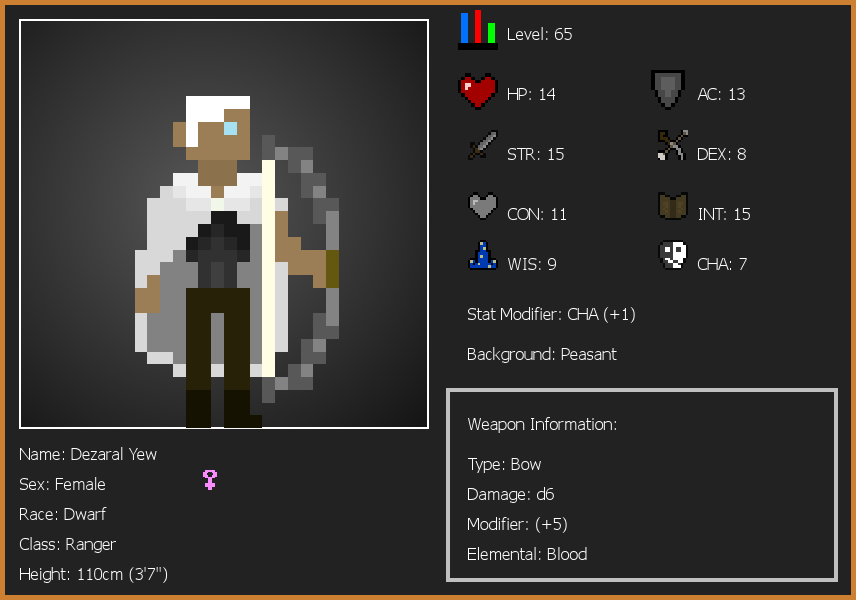 Level: 65
HP: 14
AC: 13
STR: 15
DEX: 8
CON: 11
INT: 15
WIS: 9
CHA: 7
Stat Modifier: CHA (+1)
Background: Peasant
Weapon Information:
Type: Bow
Damage: d6
Modifier: (+5)
Elemental: Blood
Name: Dezaral Yew
Sex: Female
Race: Dwarf
Class: Ranger
Height: 110cm (3'7")